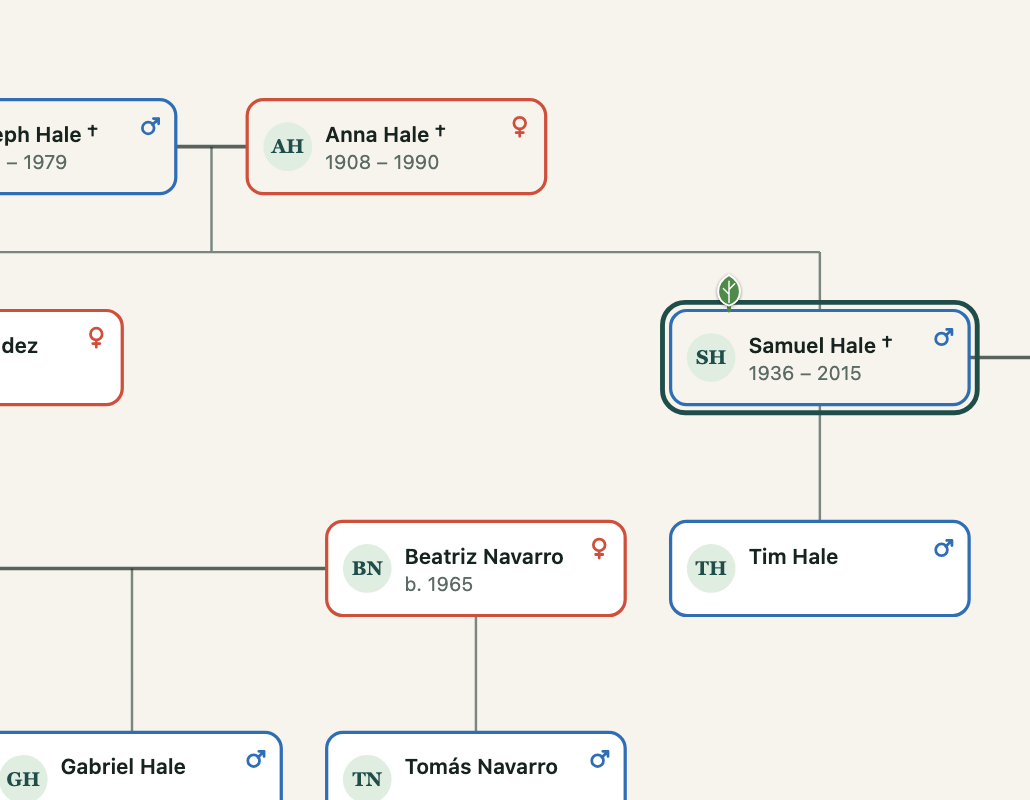 eph Hale †
– 1979
AH
Anna Hale †
1908 – 1990
dez
SH
Samuel Hale †
1936 – 2015
BN
Beatriz Navarro
b. 1965
TH
Tim Hale
GH
Gabriel Hale
TN
Tomás Navarro